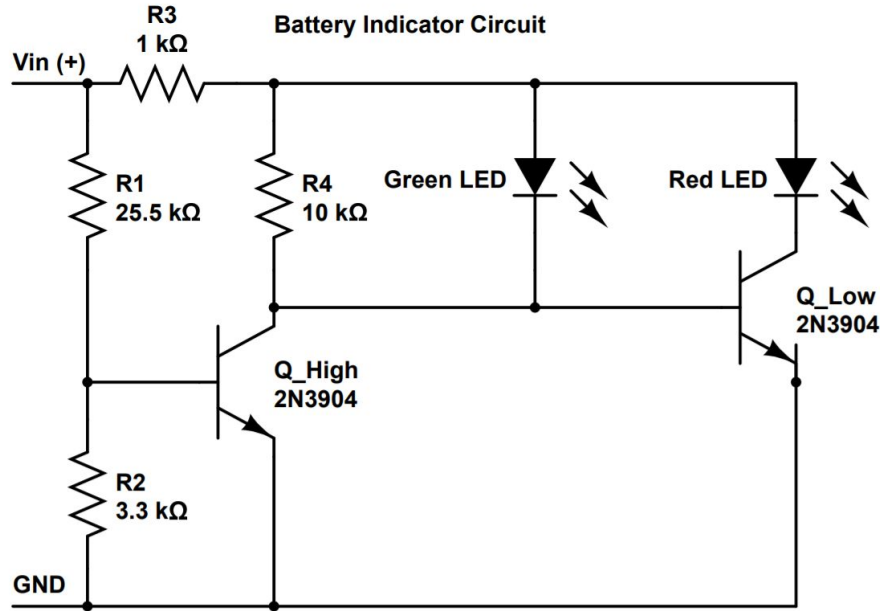 Battery Indicator Circuit
R3
1 kΩ
Vin (+)
R1
25.5 kΩ
R4
10 kΩ
Green LED
Red LED
Q_Low
2N3904
Q_High
2N3904
R2
3.3 kΩ
GND